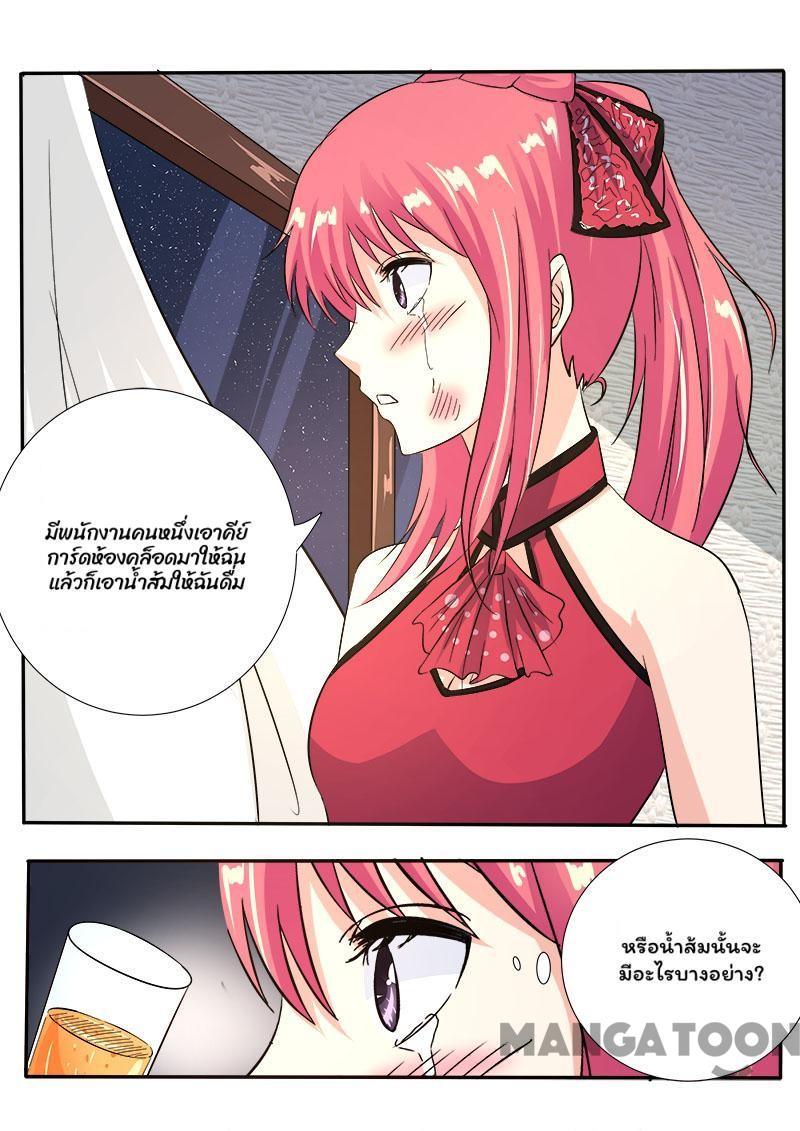 มีพนักงานคนหนึ่งเอาคีย์
การ์ดห้องคล็อดมาให้ฉัน
แล้วก็เอาน้ำส้มให้ฉันดื่ม
หรือน้ำส้มนั้นจะ
มีอะไรบางอย่าง?
MANGATOON